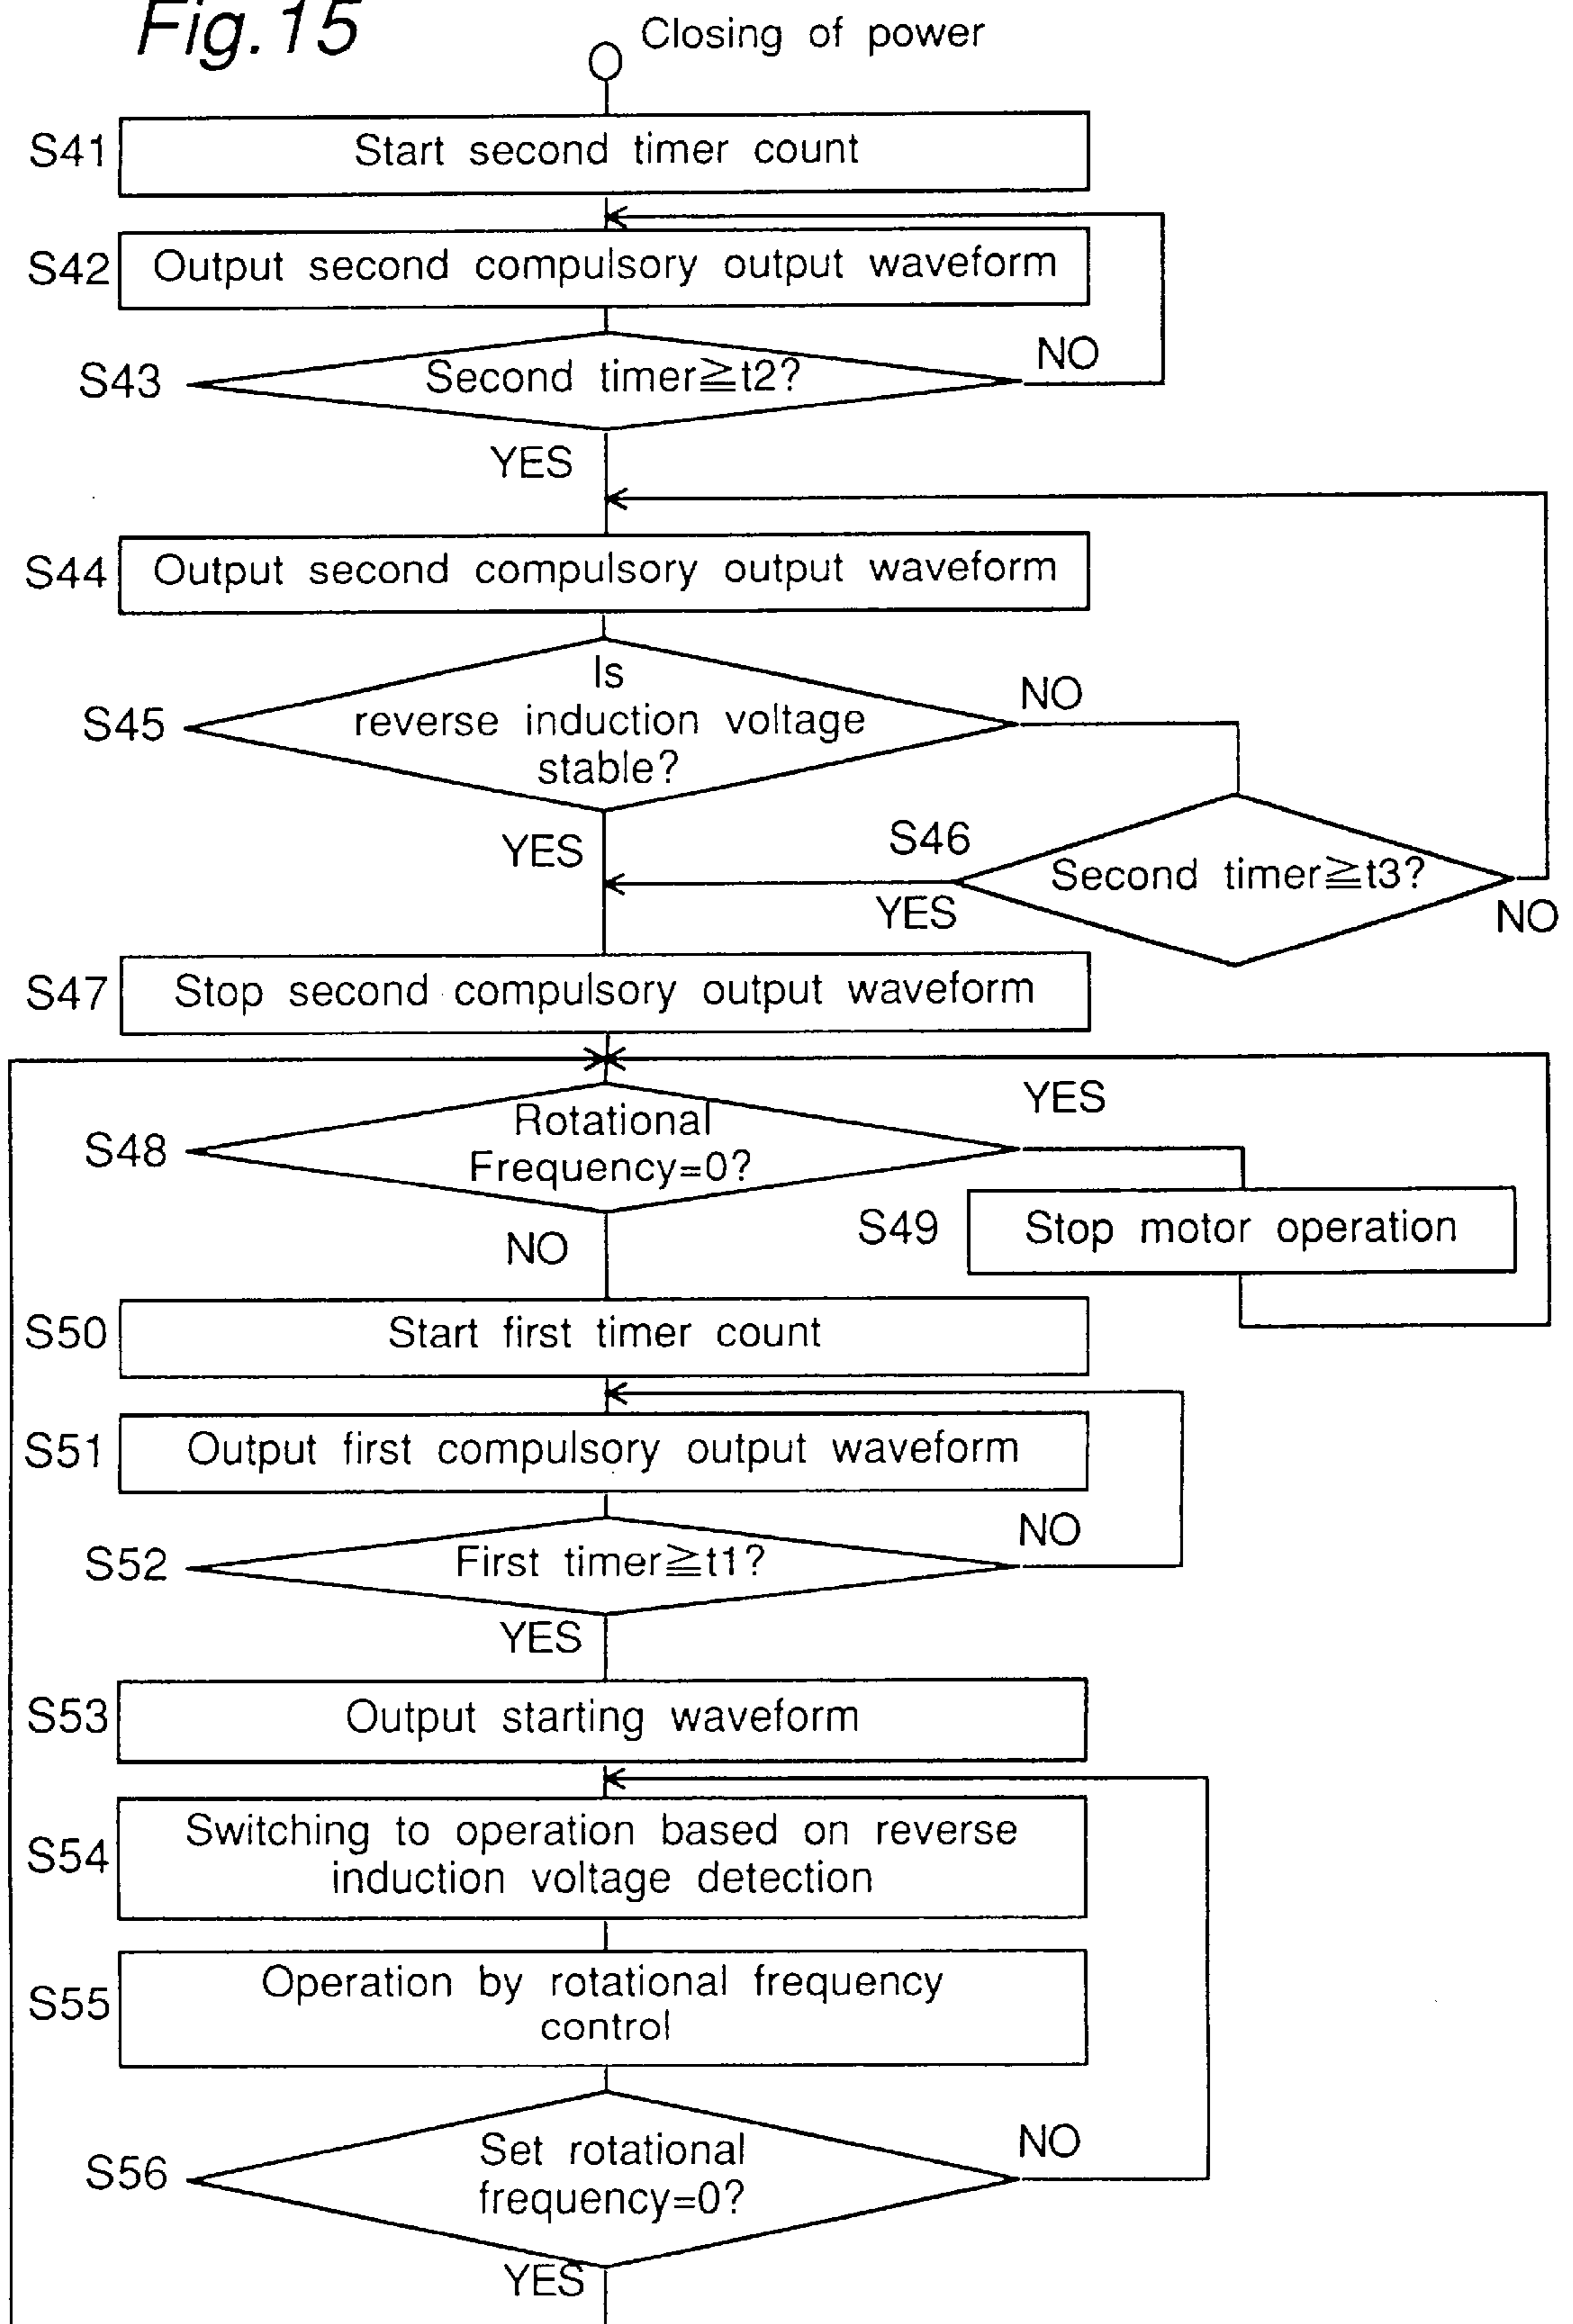 Fig.15
Closing of power
S41
Start second timer count
S42
Output second compulsory output waveform
S43
Second timer≧t2?
NO
YES
S44
Output second compulsory output waveform
S45
Is
reverse induction voltage
stable?
NO
YES
S46
Second timer≧t3?
YES
NO
S47
Stop second compulsory output waveform
S48
Rotational
Frequency=0?
YES
NO
S49
Stop motor operation
S50
Start first timer count
S51
Output first compulsory output waveform
S52
First timer≧t1?
NO
YES
S53
Output starting waveform
S54
Switching to operation based on reverse
induction voltage detection
S55
Operation by rotational frequency
control
S56
Set rotational
frequency=0?
NO
YES